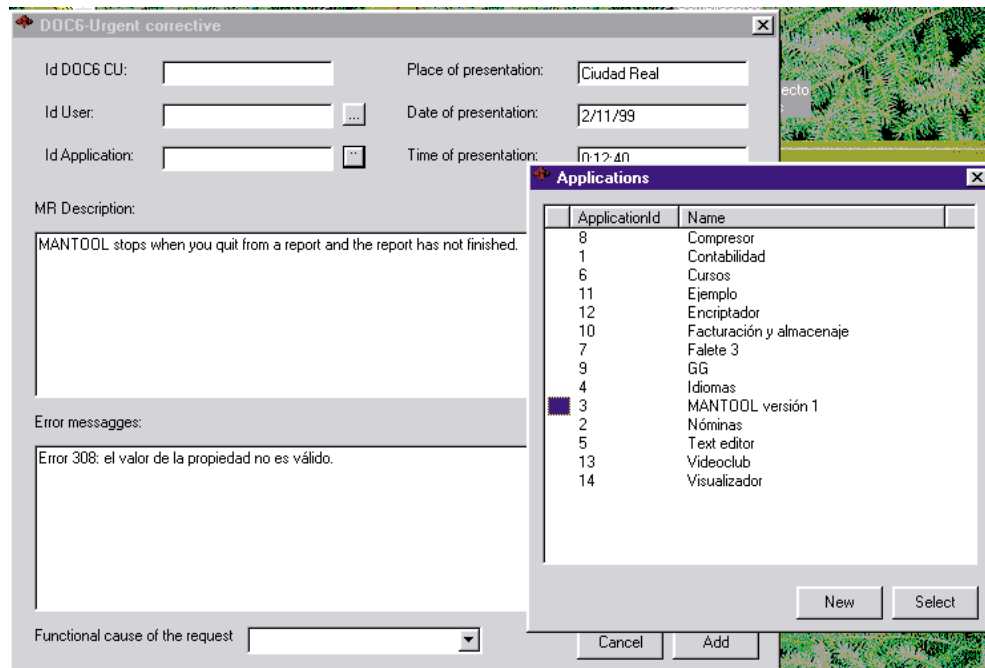 DOC6-Urgent corrective
Id DOC6 CU:
Place of presentation:
Ciudad Real
Id User:
...
Date of presentation:
2/11/99
Id Application:
Time of presentation:
0:12:40
ecto
MR Description:
MANTOOL stops when you quit from a report and the report has not finished.
Error messagges:
Error 308: el valor de la propiedad no es válido.
Functional cause of the request
Cancel
Add
Applications
ApplicationId Name
8 Compresor
1 Contabilidad
6 Cursos
11 Ejemplo
12 Encriptador
10 Facturación y almacenaje
7 Falete 3
9 GG
4 Idiomas
3 MANTOOL versión 1
2 Nóminas
5 Text editor
13 Videoclub
14 Visualizador
New
Select